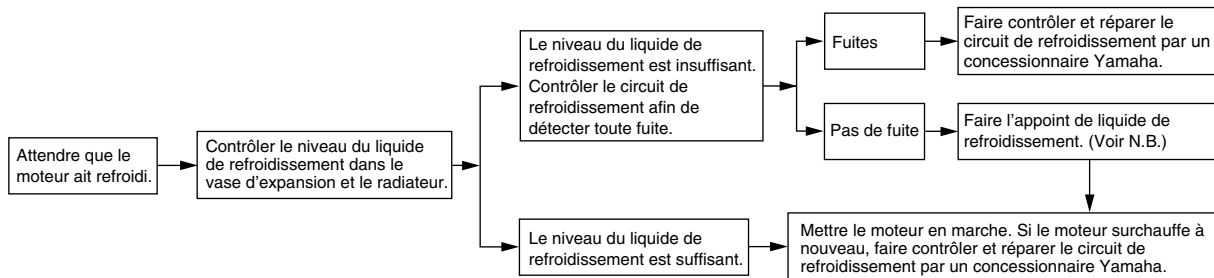 Attendre que le
moteur ait refroidi.
Contrôler le niveau du liquide
de refroidissement dans le
vase d’expansion et le radiateur.
Le niveau du liquide de
refroidissement est insuffisant.
Contrôler le circuit de
refroidissement afin de
détecter toute fuite.
Fuites
Faire contrôler et réparer le
circuit de refroidissement par un
concessionnaire Yamaha.
Pas de fuite
Faire l’appoint de liquide de
refroidissement. (Voir N.B.)
Le niveau du liquide de
refroidissement est suffisant.
Mettre le moteur en marche. Si le moteur surchauffe à
nouveau, faire contrôler et réparer le circuit de
refroidissement par un concessionnaire Yamaha.